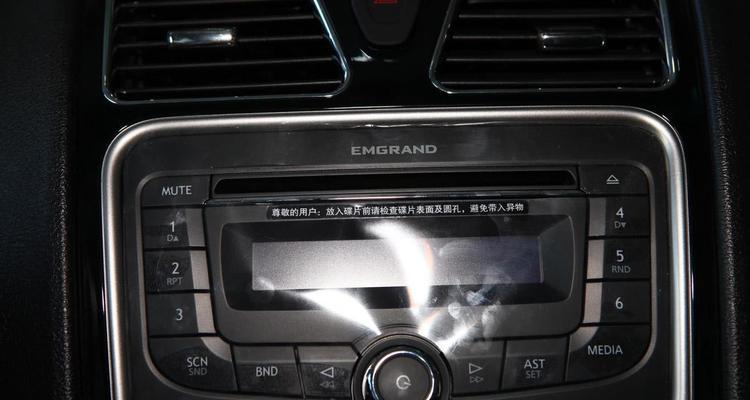 EMGRAND
MUTE
尊敬的用户：放入碟片前请检查碟片表面及圆孔，避免带入异物
1
D▲
4
D▼
2
RPT
5
RND
3
6
SCN
SND
BND
AST
SET
MEDIA